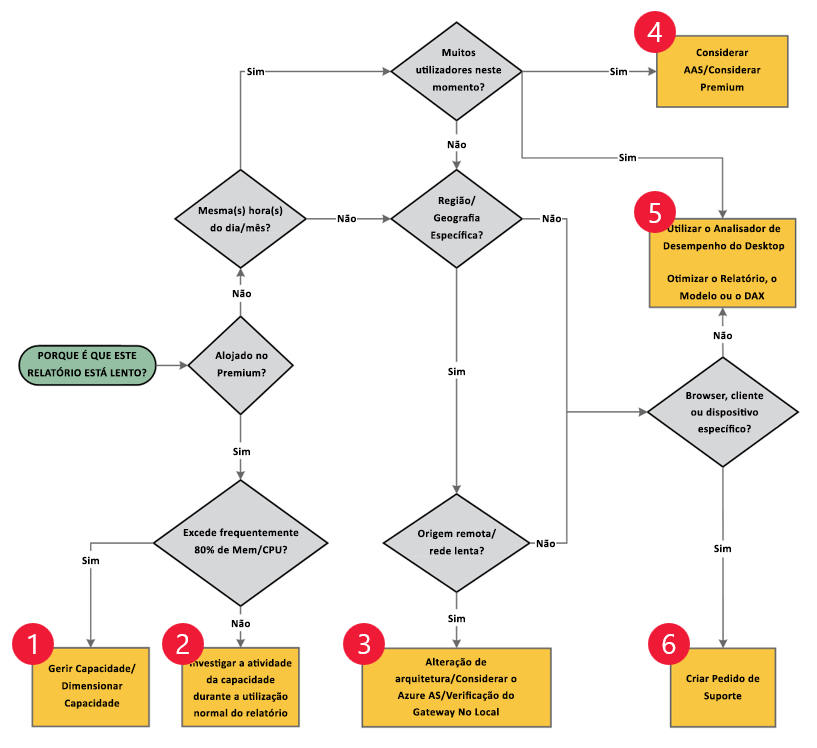 Muitos
utilizadores neste
momento?
Sim
Sim
4
Considerar
AAS/Considerar
Premium
Não
Sim
Mesma(s) hora(s)
do dia/mês?
Não
Região/
Geografia
Específica?
Não
5
Utilizar o Analisador de
Desempenho do Desktop
Otimizar o Relatório, o
Modelo ou o DAX
Não
Não
PORQUE É QUE ESTE
RELATÓRIO ESTÁ LENTO?
Alojado no
Premium?
Sim
Browser, cliente
ou dispositivo
específico?
Sim
Excede frequentemente
80% de Mem/CPU?
Sim
Origem remota/
rede lenta?
Não
Sim
Não
Sim
1
Gerir Capacidade/
Dimensionar
Capacidade
2
Investigar a atividade
da capacidade
durante a utilização
normal do relatório
3
Alteração de
arquitetura/Considerar o
Azure AS/Verificação do
Gateway No Local
6
Criar Pedido de
Suporte